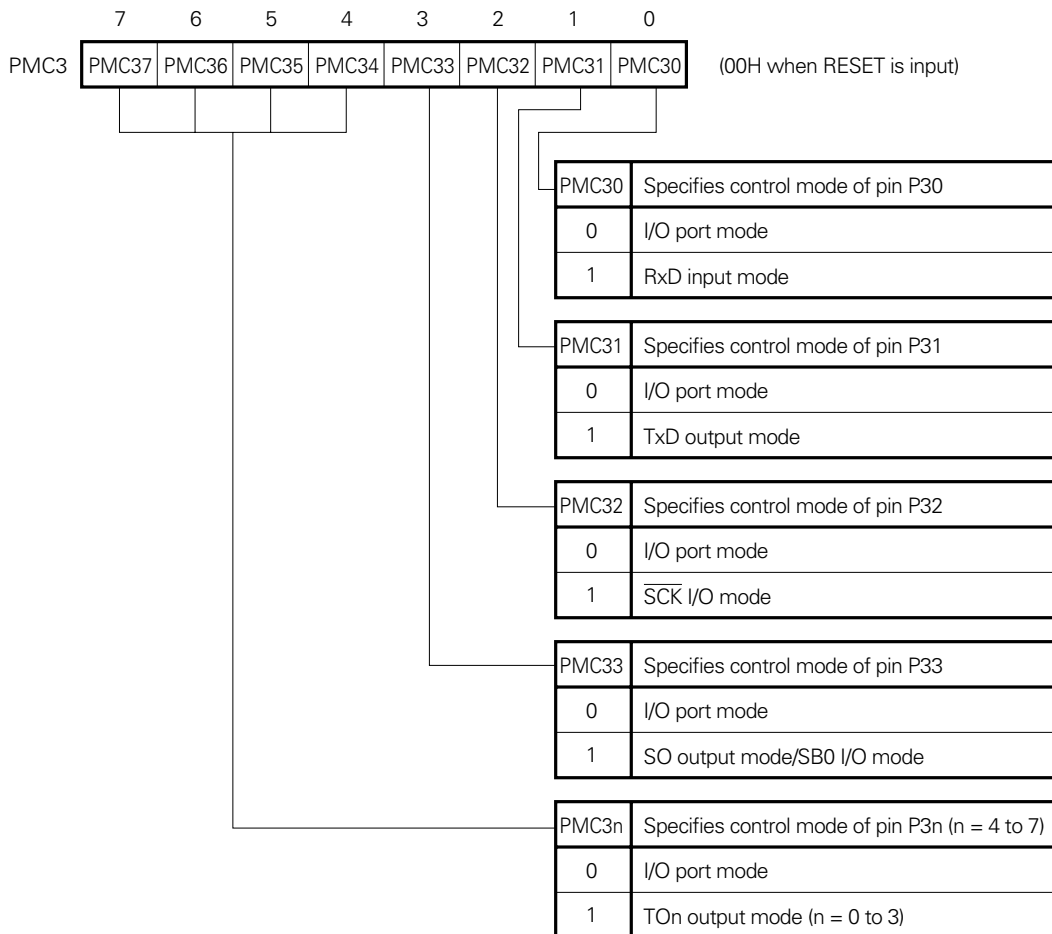 7 6 5 4 3 2 1 0
PMC3 PMC37 PMC36 PMC35 PMC34 PMC33 PMC32 PMC31 PMC30 (00H when RESET is input)
PMC30 Specifies control mode of pin P30
0 I/O port mode
1 RxD input mode
PMC31 Specifies control mode of pin P31
0 I/O port mode
1 TxD output mode
PMC32 Specifies control mode of pin P32
0 I/O port mode
1 S̅C̅K̅ I/O mode
PMC33 Specifies control mode of pin P33
0 I/O port mode
1 SO output mode/SB0 I/O mode
PMC3n Specifies control mode of pin P3n (n = 4 to 7)
0 I/O port mode
1 TOn output mode (n = 0 to 3)